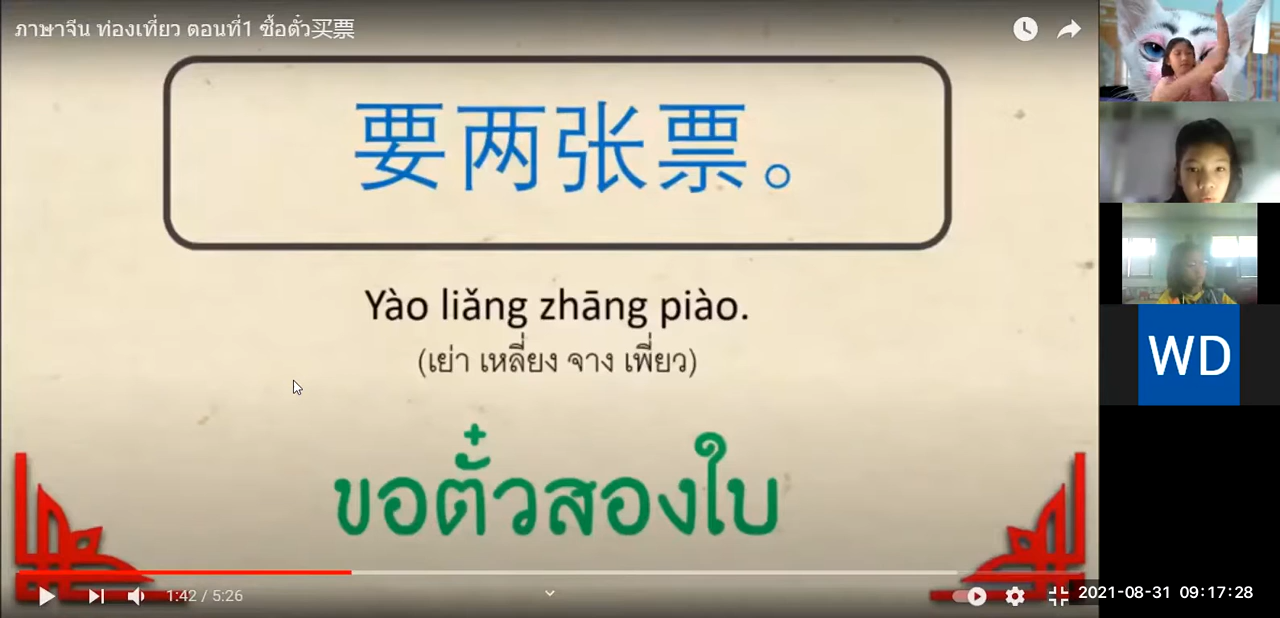 ภาษาจีน ท่องเที่ยว ตอนที่1 ซื้อตั๋ว买票
要两张票。
Yào liǎng zhāng piào.
(เย่า เหลี่ยง จาง เพี่ยว)
ขอตั๋วสองใบ
WD
1:42 / 5:26
2021-08-31 09:17:28